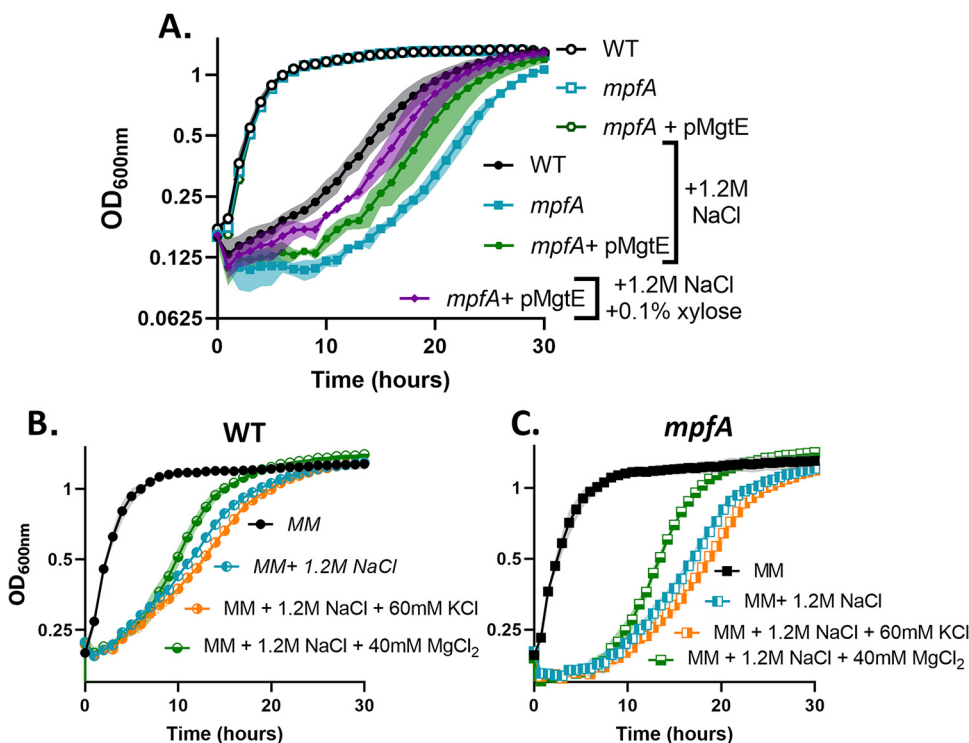 A.
WT
mpfA
mpfA + pMgtE
WT
mpfA
mpfA+ pMgtE
+1.2M
NaCl
mpfA+ pMgtE
+1.2M NaCl
+0.1% xylose
OD600nm
1
0.5
0.25
0.125
0.0625
0
10
20
30
Time (hours)
B.
WT
OD600nm
1
0.5
0.25
MM
MM+ 1.2M NaCl
MM + 1.2M NaCl + 60mM KCl
MM + 1.2M NaCl + 40mM MgCl2
0
10
20
30
Time (hours)
C.
mpfA
1
0.5
0.25
MM
MM+ 1.2M NaCl
MM + 1.2M NaCl + 60mM KCl
MM + 1.2M NaCl + 40mM MgCl2
0
10
20
30
Time (hours)